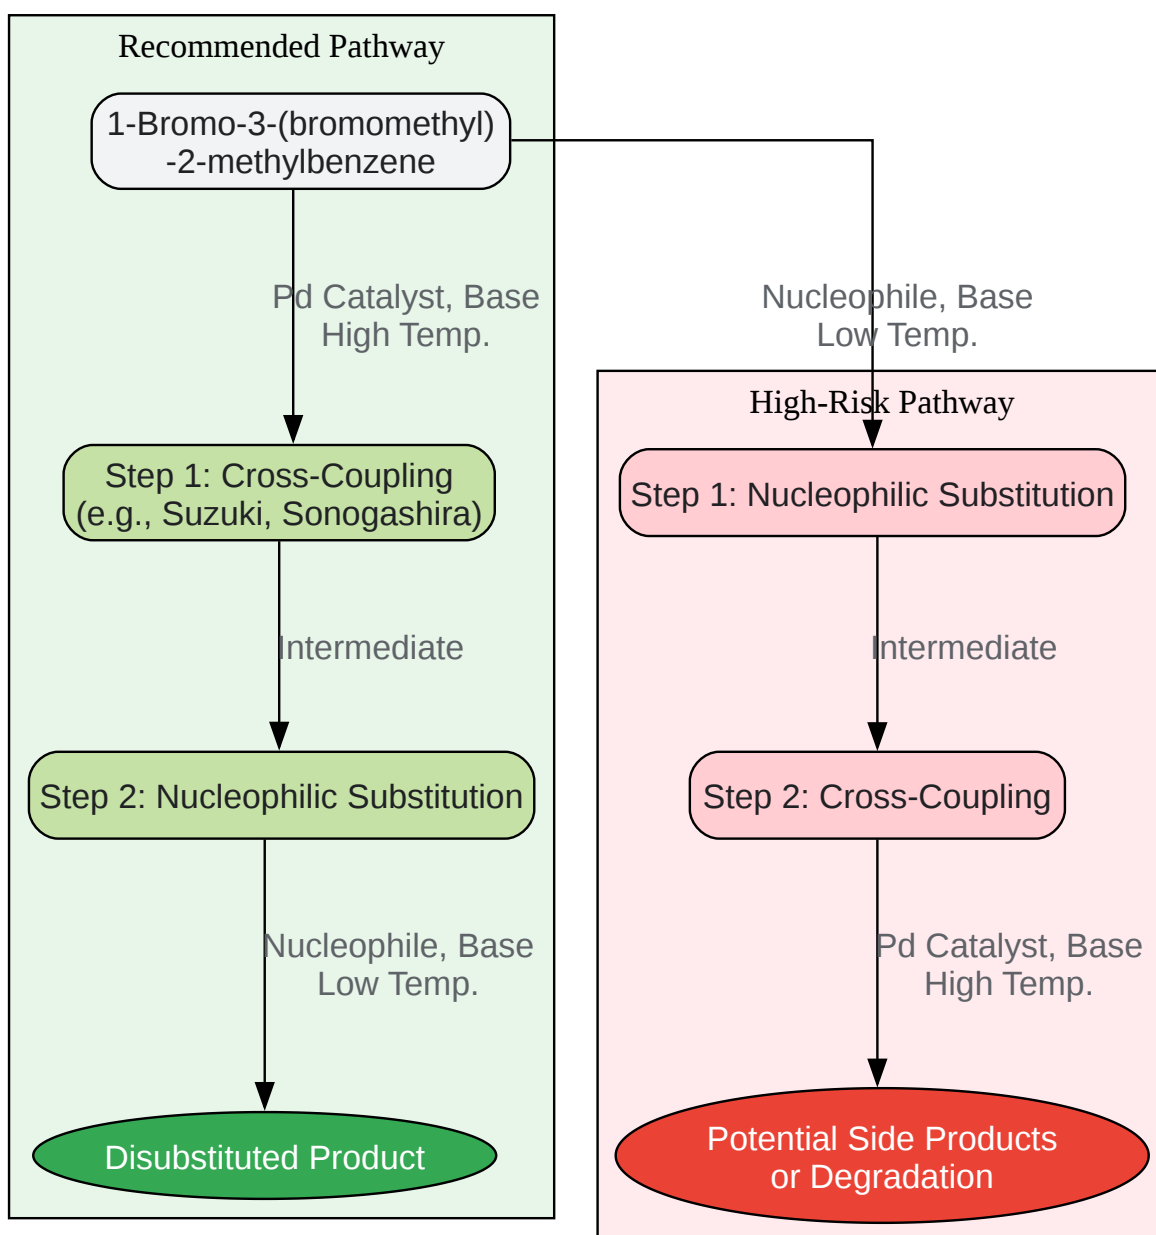 Recommended Pathway
1-Bromo-3-(bromomethyl)
-2-methylbenzene
Pd Catalyst, Base
High Temp.
Step 1: Cross-Coupling
(e.g., Suzuki, Sonogashira)
Intermediate
Step 2: Nucleophilic Substitution
Nucleophile, Base
Low Temp.
Disubstituted Product
Nucleophile, Base
Low Temp.
High-Risk Pathway
Step 1: Nucleophilic Substitution
Intermediate
Step 2: Cross-Coupling
Pd Catalyst, Base
High Temp.
Potential Side Products
or Degradation